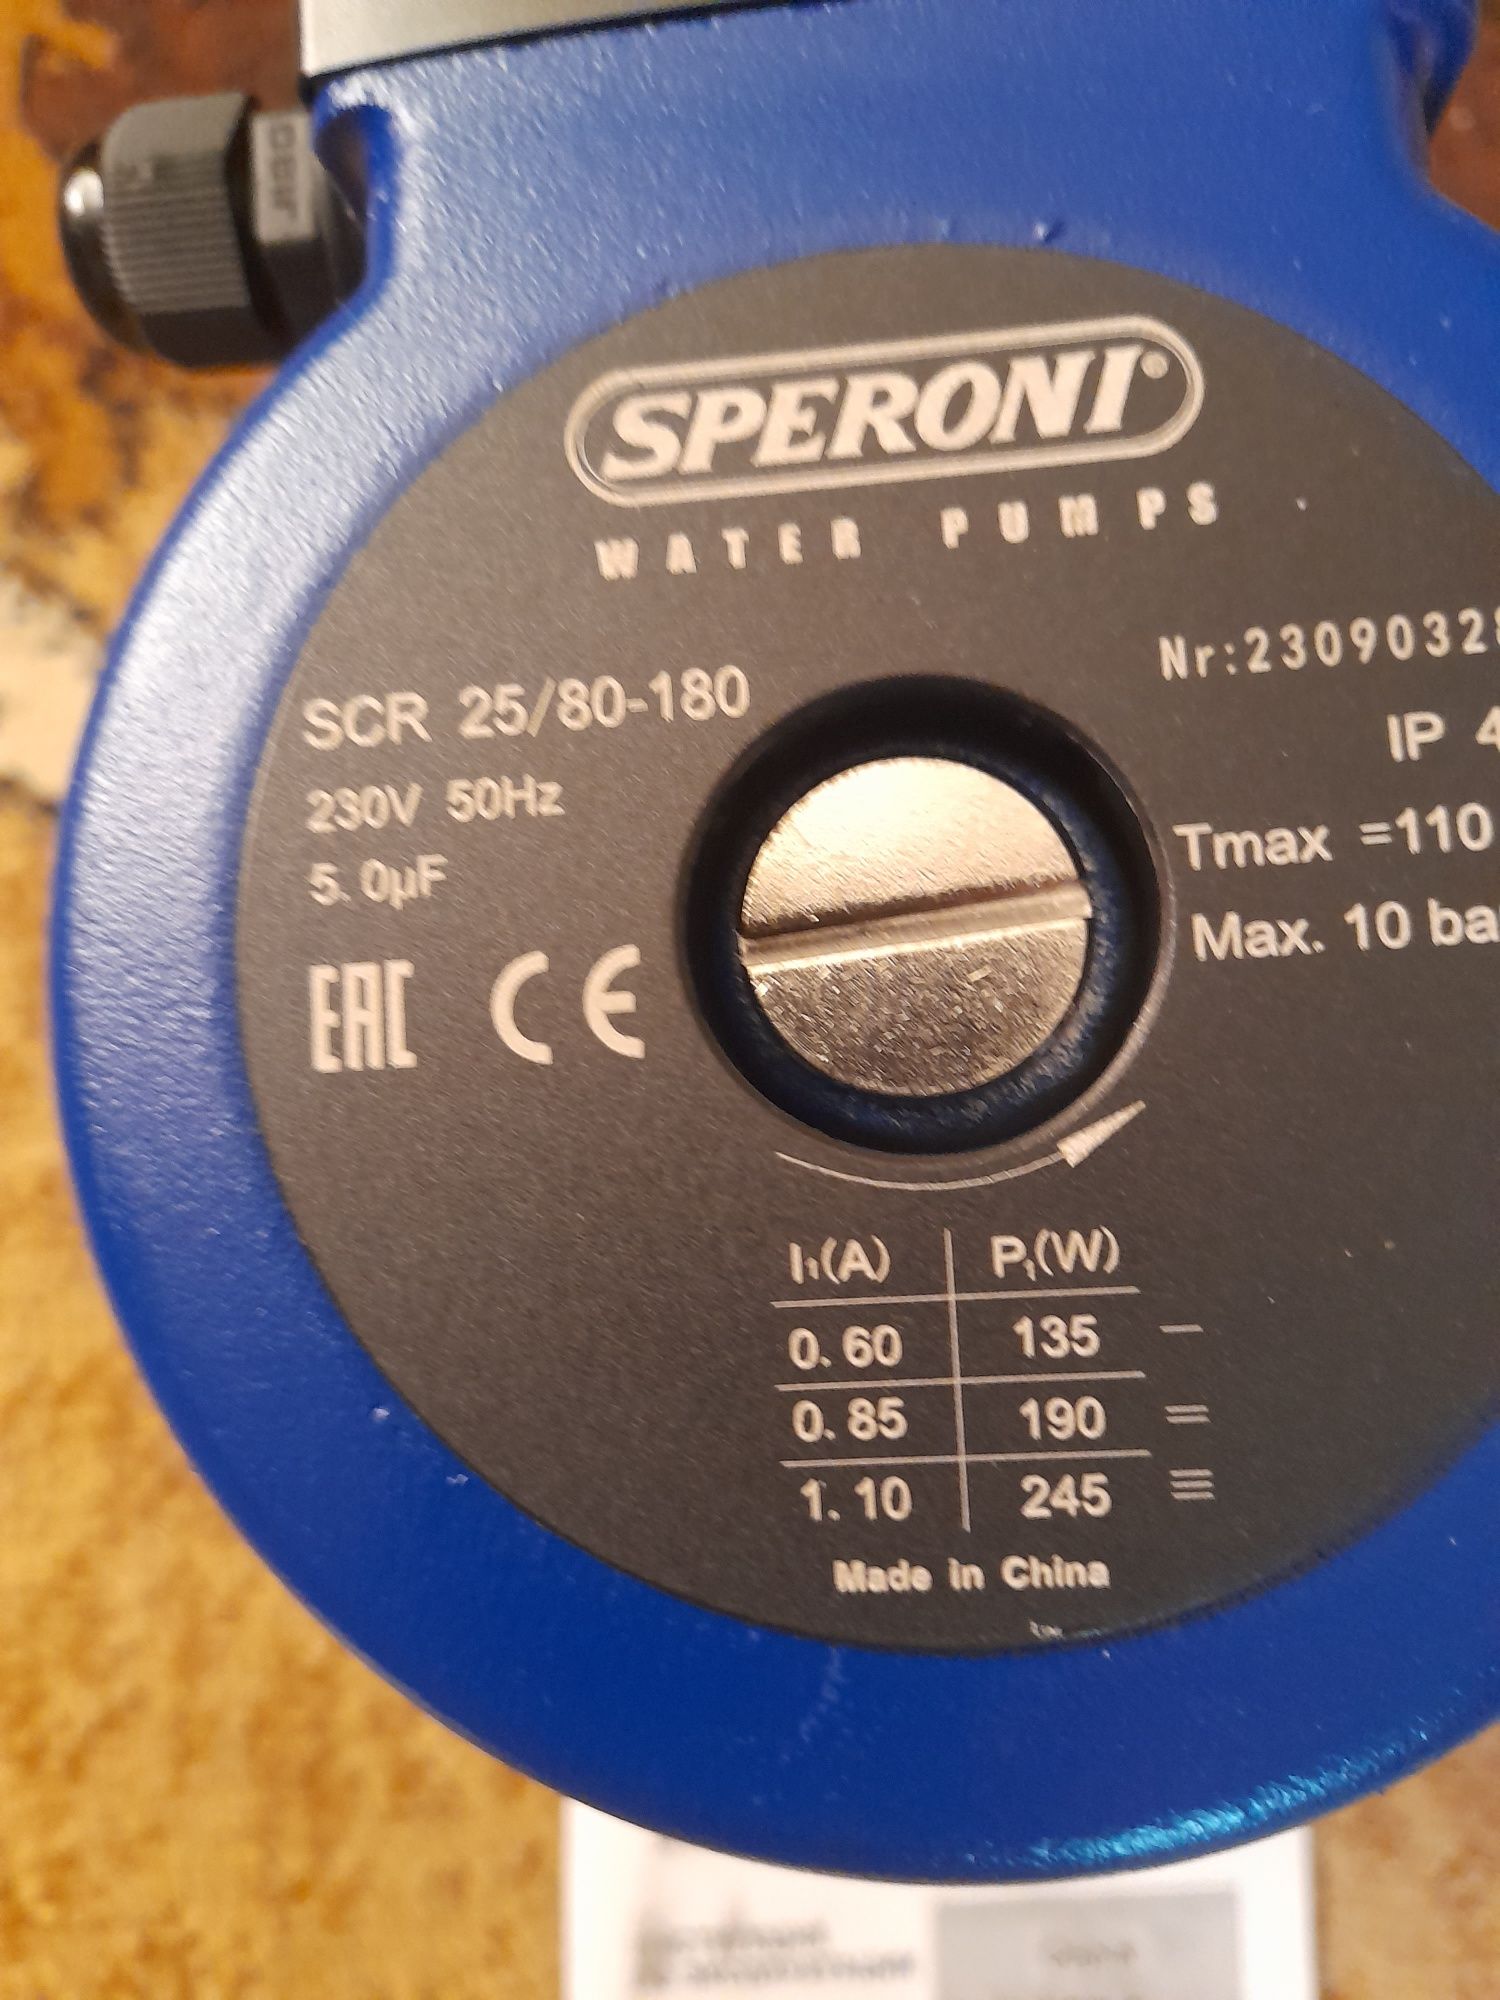 SPERONI®
WATER PUMPS
Nr:2309032
SCR 25/80-180
IP 4
230V 50Hz
Tmax =110
5.0µF
Max. 10 ba
EAC CE
I₁(A) P₁(W)
0.60 135 —
0.85 190 =
1.10 245 ≡
Made in China